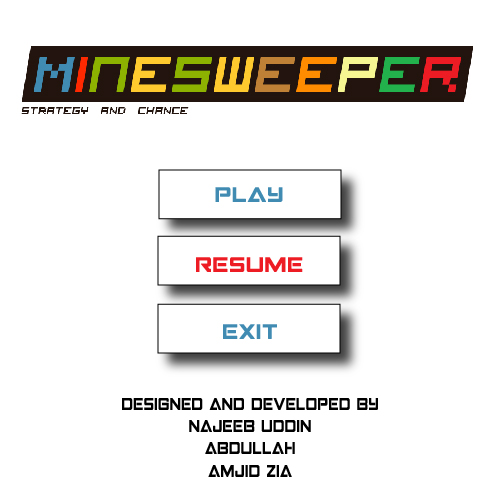 MINESWEEPER
STRATEGY AND CHANCE
PLAY
RESUME
EXIT
DESIGNED AND DEVELOPED BY
NAJEEB UDDIN
ABDULLAH
AMJID ZIA